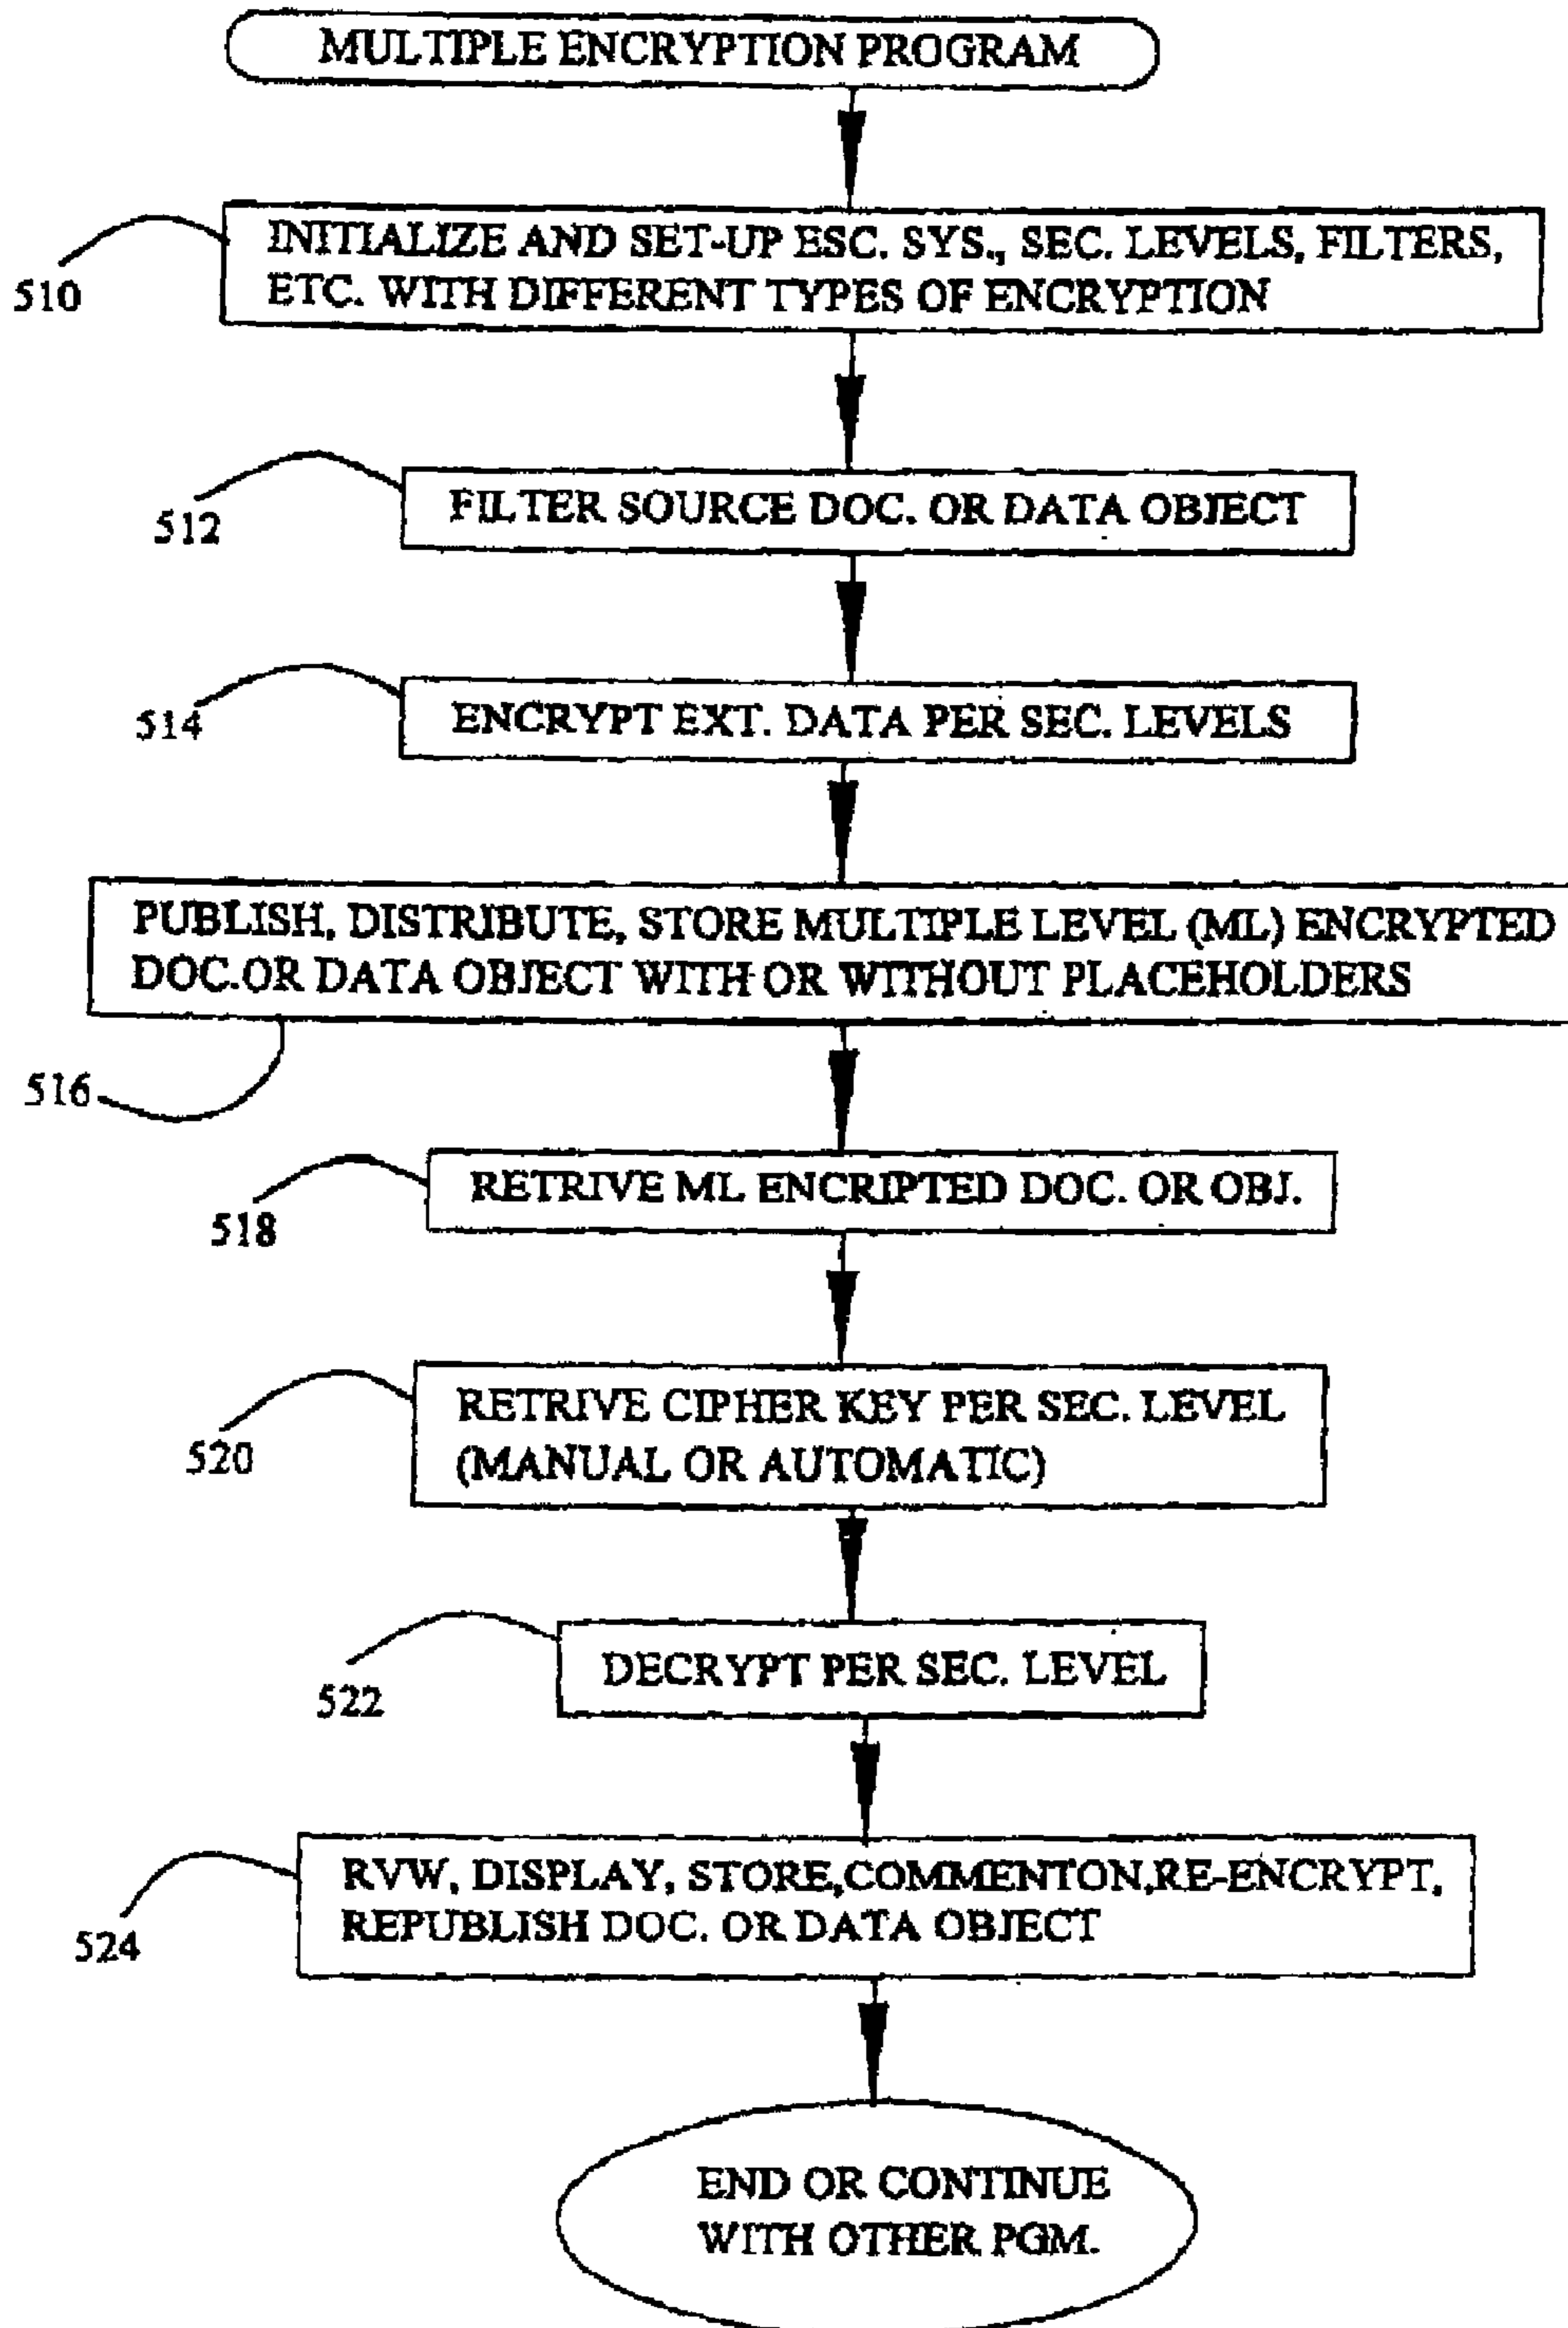 MULTIPLE ENCRYPTION PROGRAM
510
INITIALIZE AND SET-UP ESC. SYS., SEC. LEVELS, FILTERS,
ETC. WITH DIFFERENT TYPES OF ENCRYPTION
512
FILTER SOURCE DOC. OR DATA OBJECT
514
ENCRYPT EXT. DATA PER SEC. LEVELS
PUBLISH, DISTRIBUTE, STORE MULTIPLE LEVEL (ML) ENCRYPTED
DOC.OR DATA OBJECT WITH OR WITHOUT PLACEHOLDERS
516
518
RETRIVE ML ENCRIPTED DOC. OR OBJ.
520
RETRIVE CIPHER KEY PER SEC. LEVEL
(MANUAL OR AUTOMATIC)
522
DECRYPT PER SEC. LEVEL
524
RVW, DISPLAY, STORE,COMMENTON,RE-ENCRYPT,
REPUBLISH DOC. OR DATA OBJECT
END OR CONTINUE
WITH OTHER PGM.